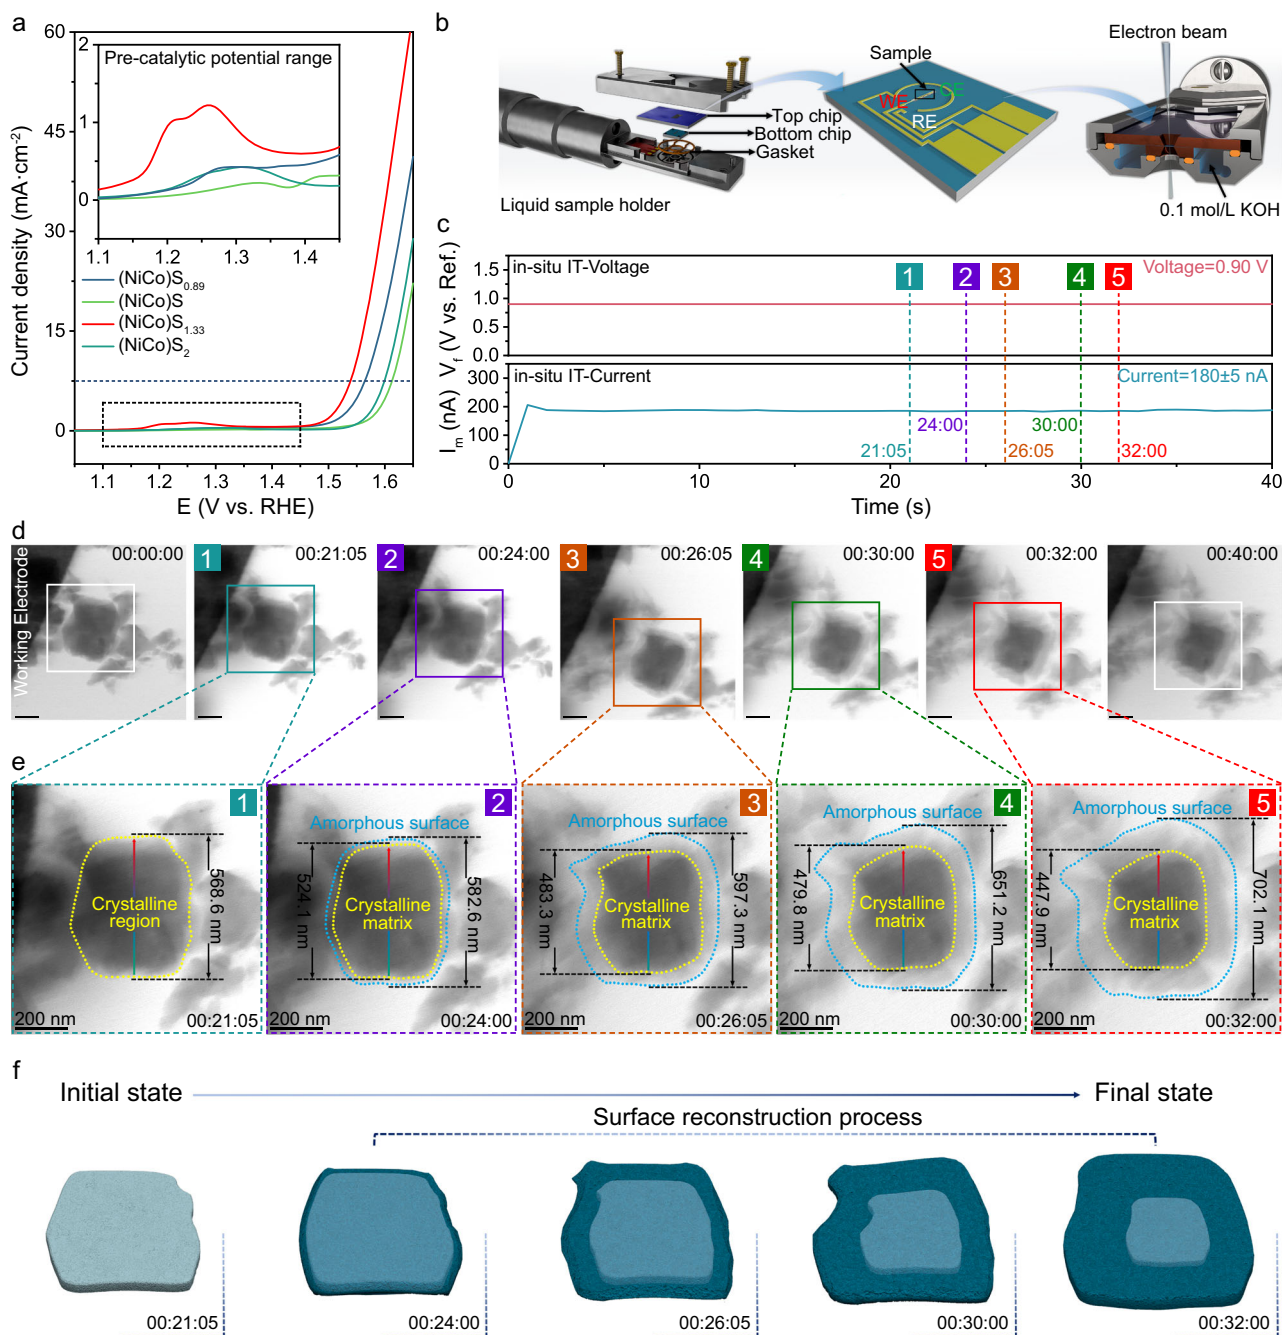 a
60
45
30
15
0
Current density (mA·cm⁻²)
1.1 1.2 1.3 1.4 1.5 1.6
E (V vs. RHE)
Pre-catalytic potential range
2
1
0
1.1 1.2 1.3 1.4
(NiCo)S₀.₈₉
(NiCo)S
(NiCo)S₁.₃₃
(NiCo)S₂
b
Liquid sample holder
Top chip
Bottom chip
Gasket
Sample
WE
CE
RE
Electron beam
0.1 mol/L KOH
c
V_f (V vs. Ref.)
1.5
1.0
0.5
0.0
in-situ IT-Voltage
Voltage=0.90 V
1 2 3 4 5
I_m (nA)
300
200
100
0
in-situ IT-Current
Current=180±5 nA
21:05
24:00
26:05
30:00
32:00
0 10 20 30 40
Time (s)
d
Working Electrode
00:00:00
1 00:21:05
2 00:24:00
3 00:26:05
4 00:30:00
5 00:32:00
00:40:00
e
1
Crystalline
region
568.6 nm
200 nm
00:21:05
2
Amorphous surface
Crystalline
matrix
524.1 nm
582.6 nm
200 nm
00:24:00
3
Amorphous surface
Crystalline
matrix
483.3 nm
597.3 nm
200 nm
00:26:05
4
Amorphous surface
Crystalline
matrix
479.8 nm
651.2 nm
200 nm
00:30:00
5
Amorphous surface
Crystalline
matrix
447.9 nm
702.1 nm
200 nm
00:32:00
f
Initial state
Final state
Surface reconstruction process
00:21:05
00:24:00
00:26:05
00:30:00
00:32:00